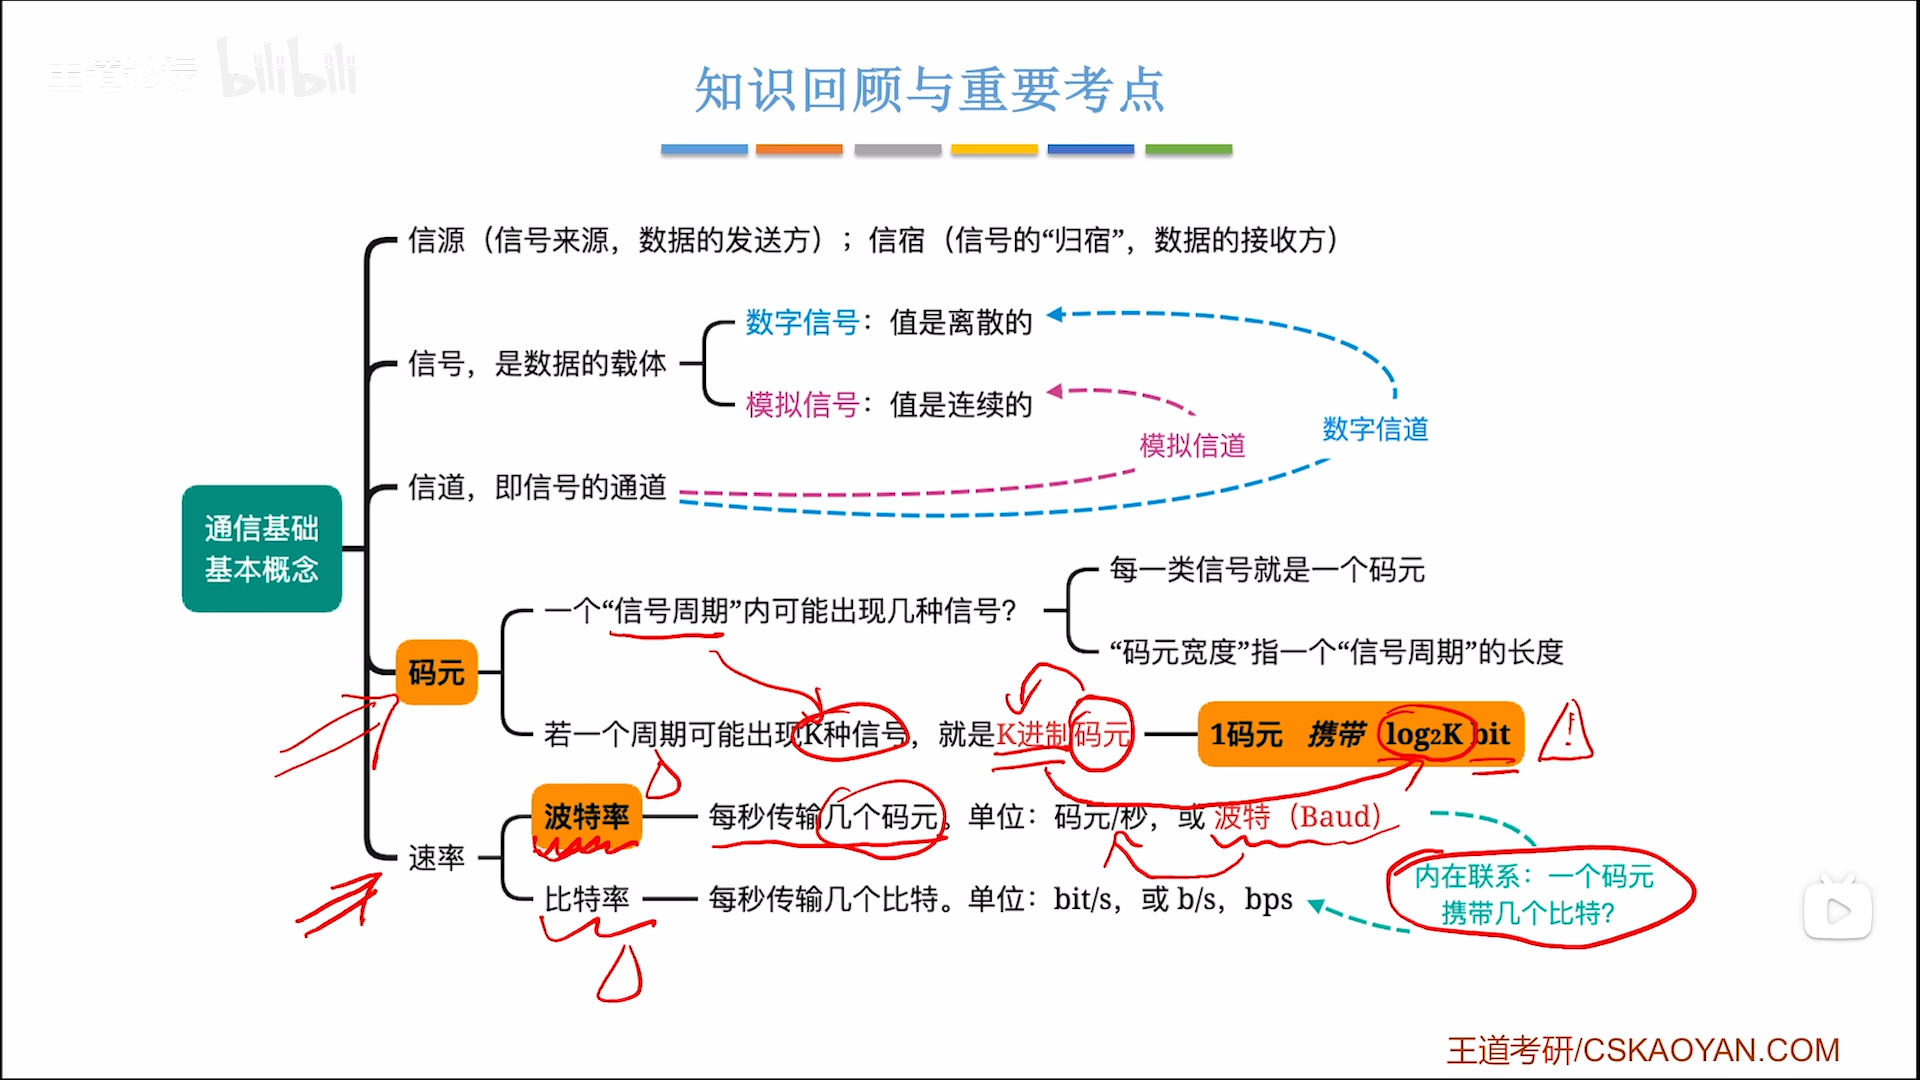 王道论坛 bilibili
知识回顾与重要考点
信源（信号来源，数据的发送方）；信宿（信号的“归宿”，数据的接收方）
信号，是数据的载体
数字信号：值是离散的
模拟信号：值是连续的
信道，即信号的通道
模拟信道
数字信道
通信基础
基本概念
码元
一个“信号周期”内可能出现几种信号？
每一类信号就是一个码元
“码元宽度”指一个“信号周期”的长度
若一个周期可能出现K种信号，就是K进制码元
1码元 携带 log₂K bit
速率
波特率
每秒传输几个码元。单位：码元/秒，或 波特（Baud）
比特率
每秒传输几个比特。单位：bit/s，或 b/s，bps
内在联系：一个码元
携带几个比特？
王道考研/CSKAOYAN.COM